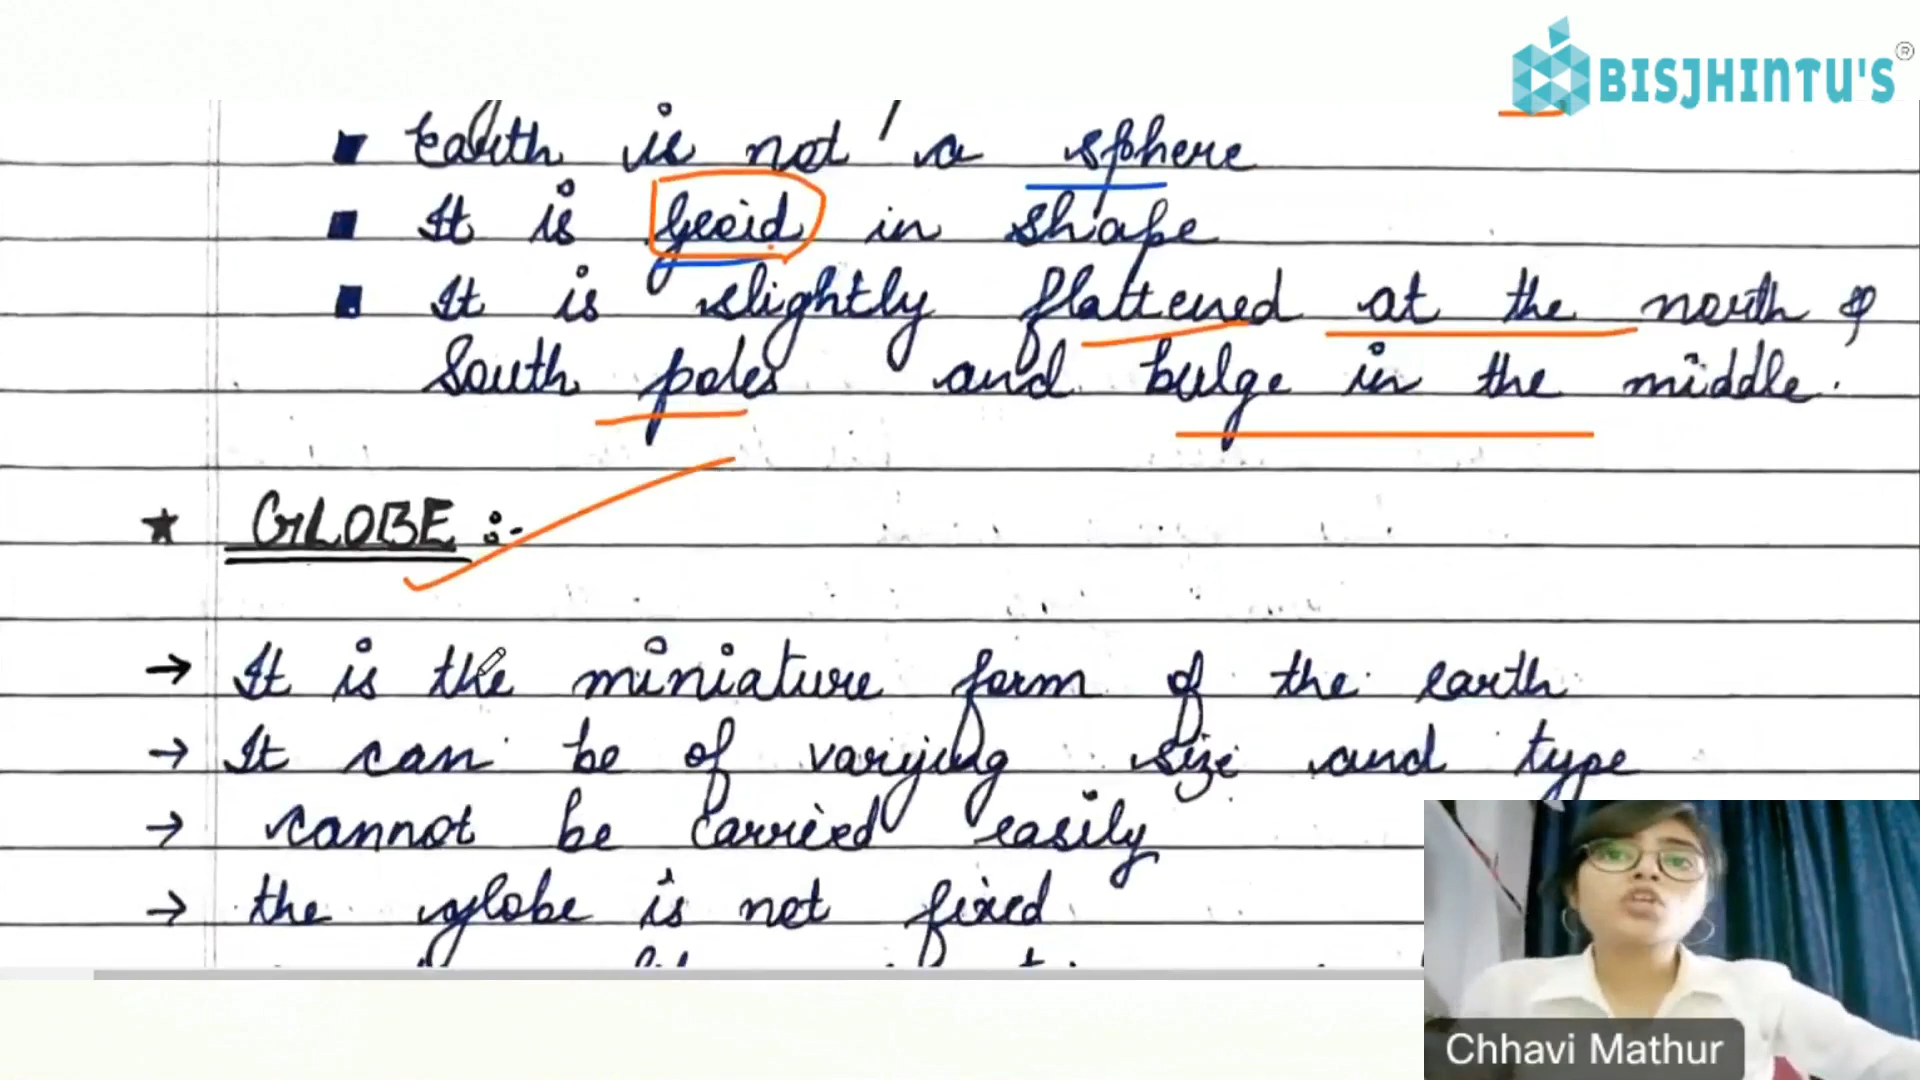 BISJHINTU'S ®
▪ Earth is not a sphere
▪ It is Geoid in shape
▪ It is slightly flattened at the north &
South poles and bulge in the middle.
★ GLOBE :-
→ It is the miniature form of the earth
→ It can be of varying size and type
→ cannot be carried easily
→ the globe is not fixed
Chhavi Mathur